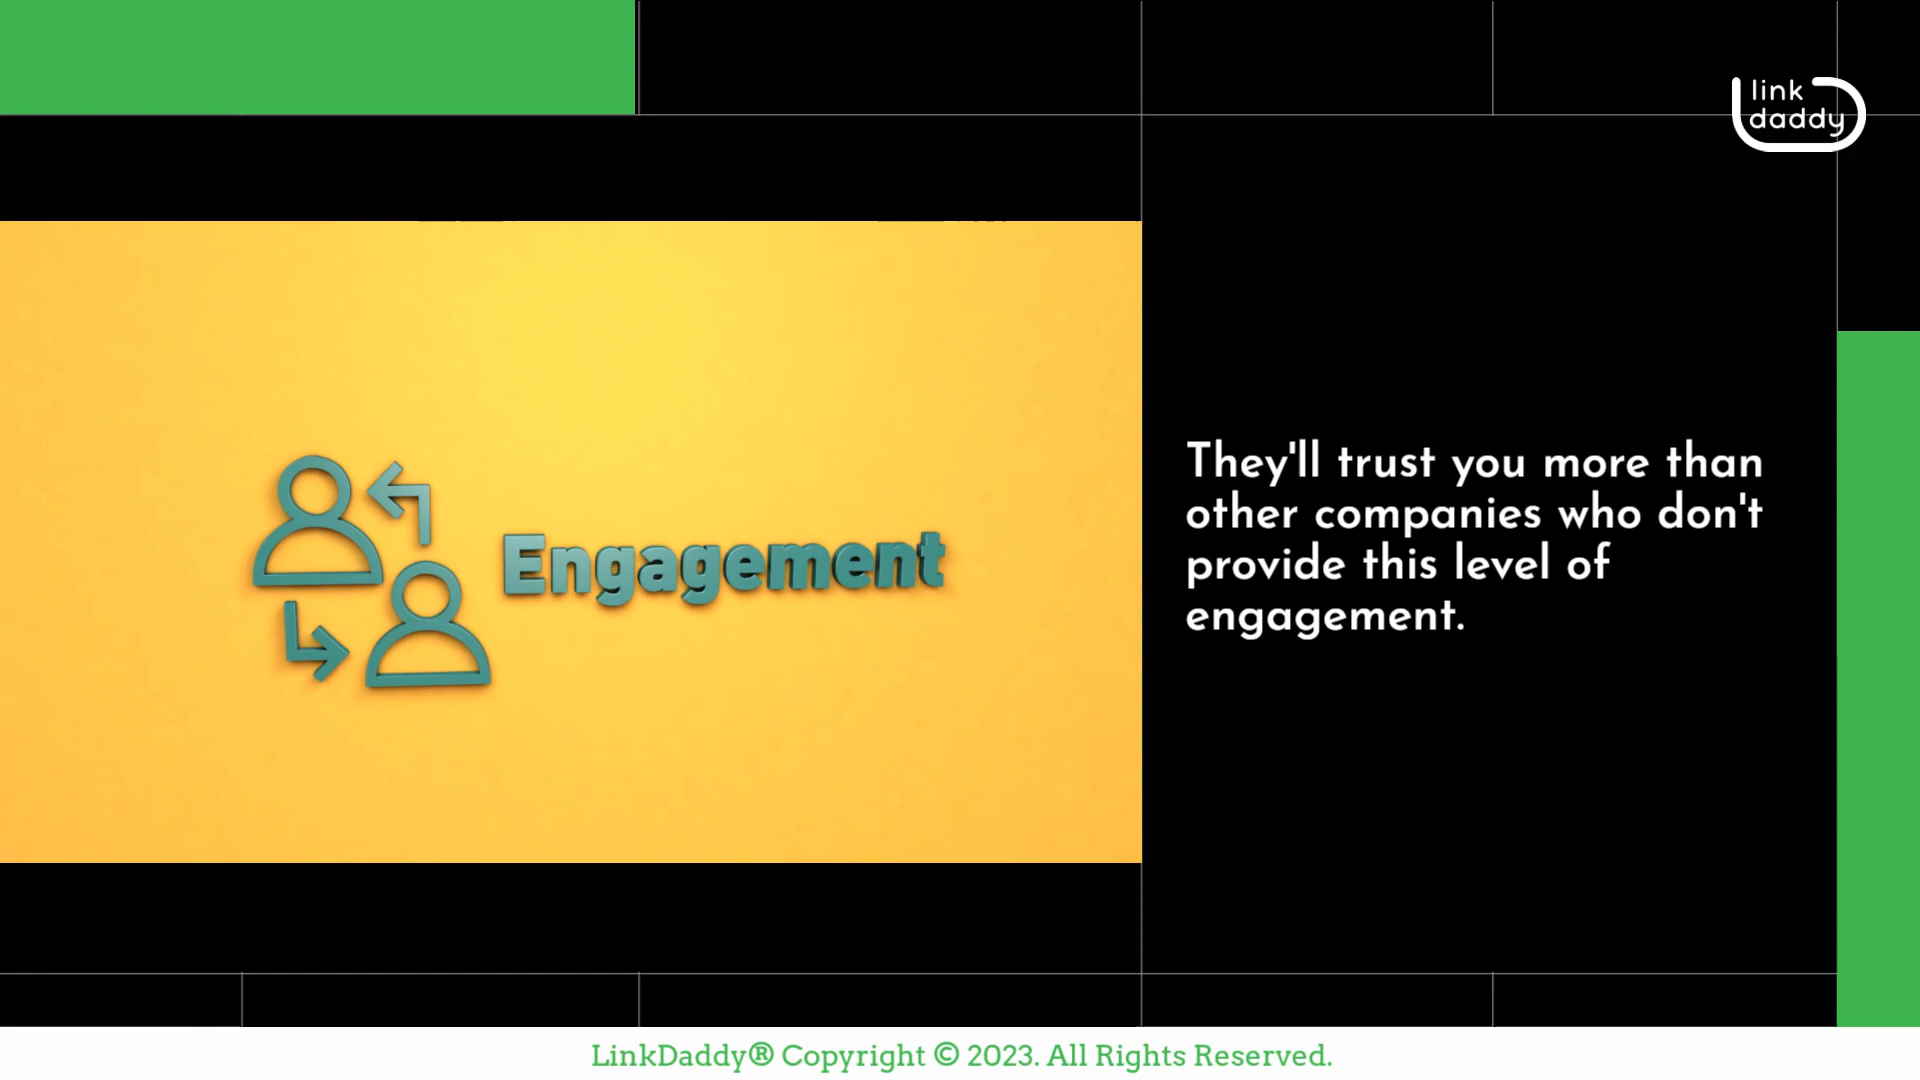 link
daddy
Engagement
They'll trust you more than
other companies who don't
provide this level of
engagement.
LinkDaddy® Copyright © 2023. All Rights Reserved.